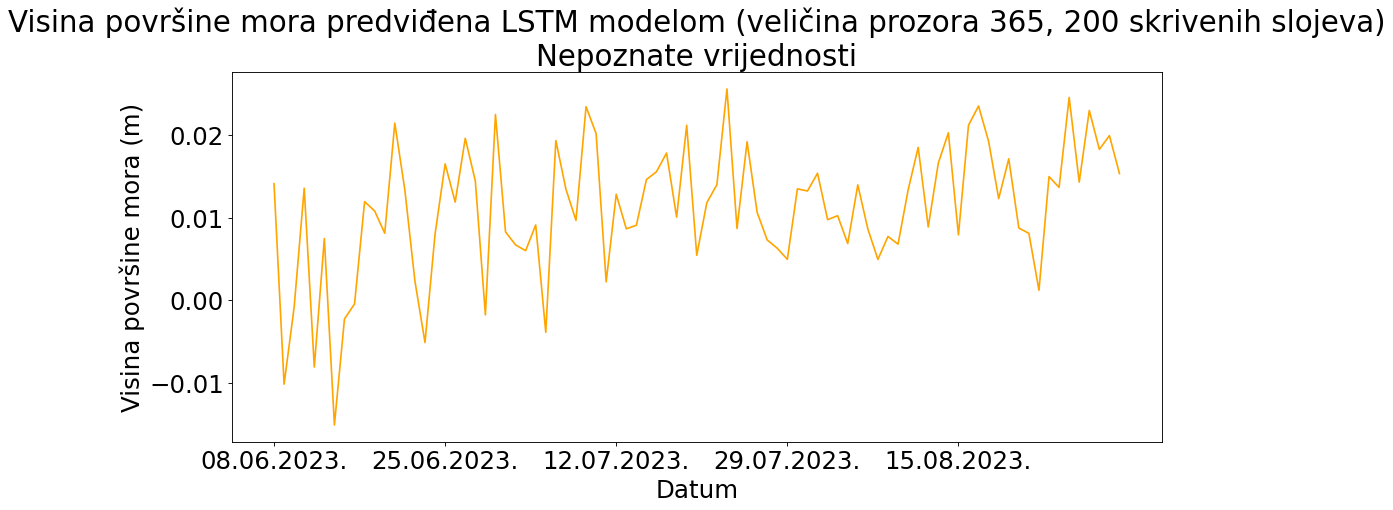 Visina površine mora predviđena LSTM modelom (veličina prozora 365, 200 skrivenih slojeva)
Nepoznate vrijednosti
Visina površine mora (m)
0.02
0.01
0.00
−0.01
08.06.2023. 25.06.2023. 12.07.2023. 29.07.2023. 15.08.2023.
Datum